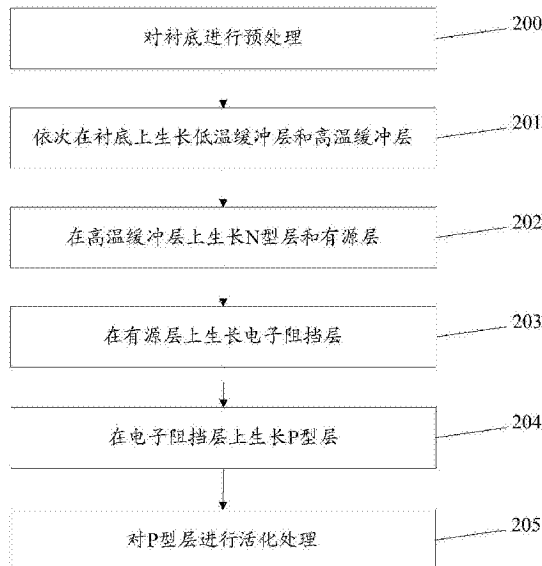 对衬底进行预处理
200
依次在衬底上生长低温缓冲层和高温缓冲层
201
在高温缓冲层上生长N型层和有源层
202
在有源层上生长电子阻挡层
203
在电子阻挡层上生长P型层
204
对P型层进行活化处理
205